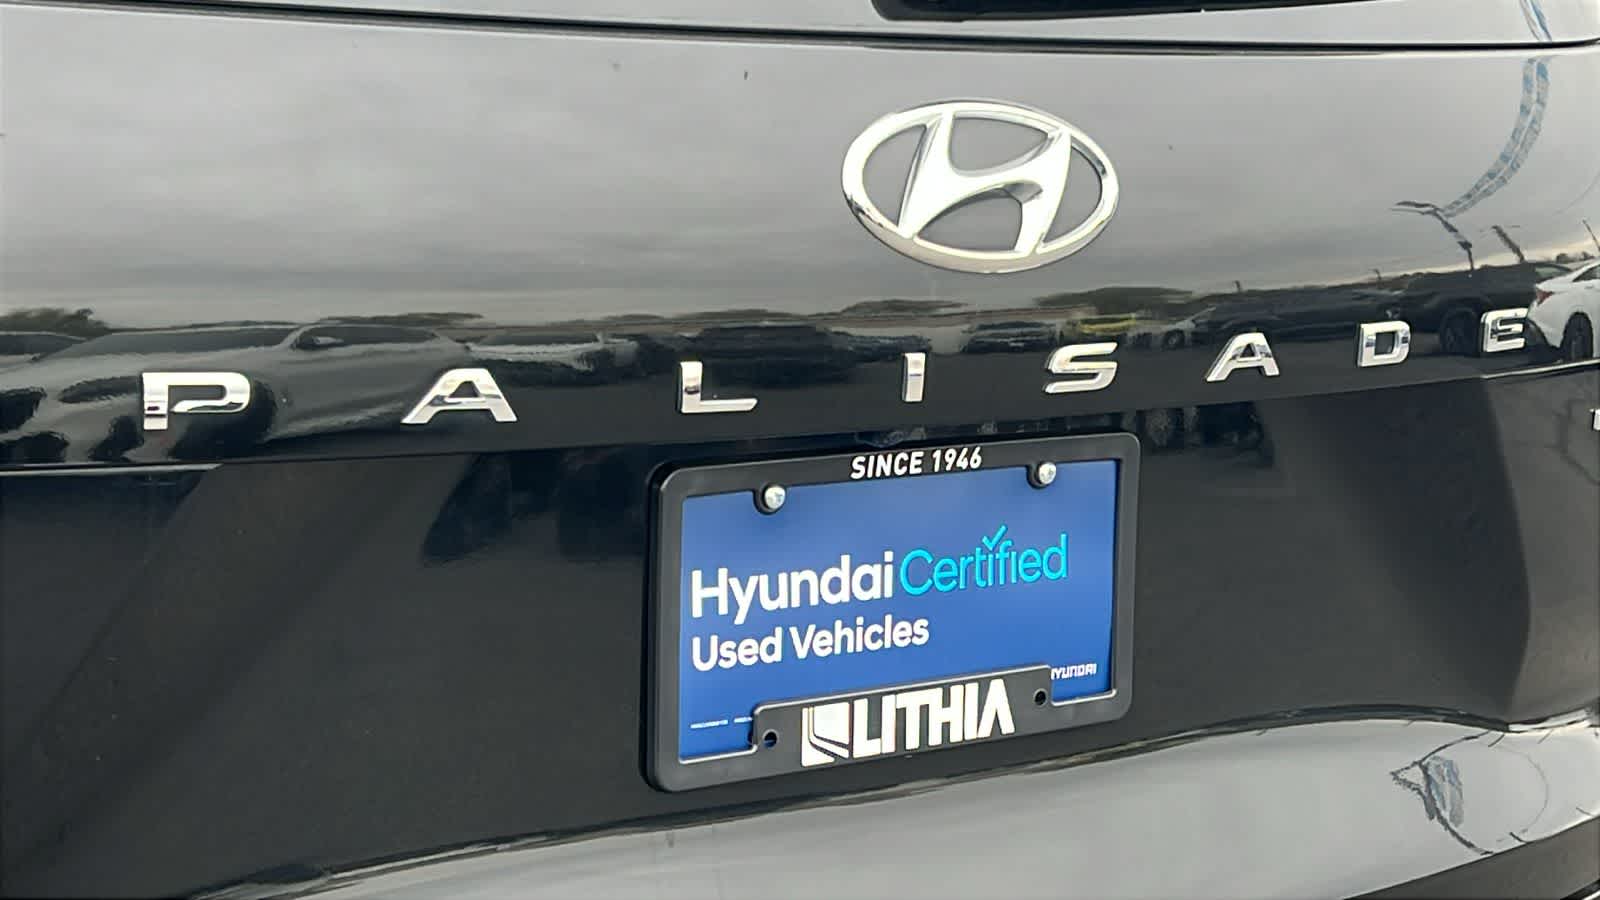 PALISADE
SINCE 1946
Hyundai Certified
Used Vehicles
HYUNDAI
LITHIA